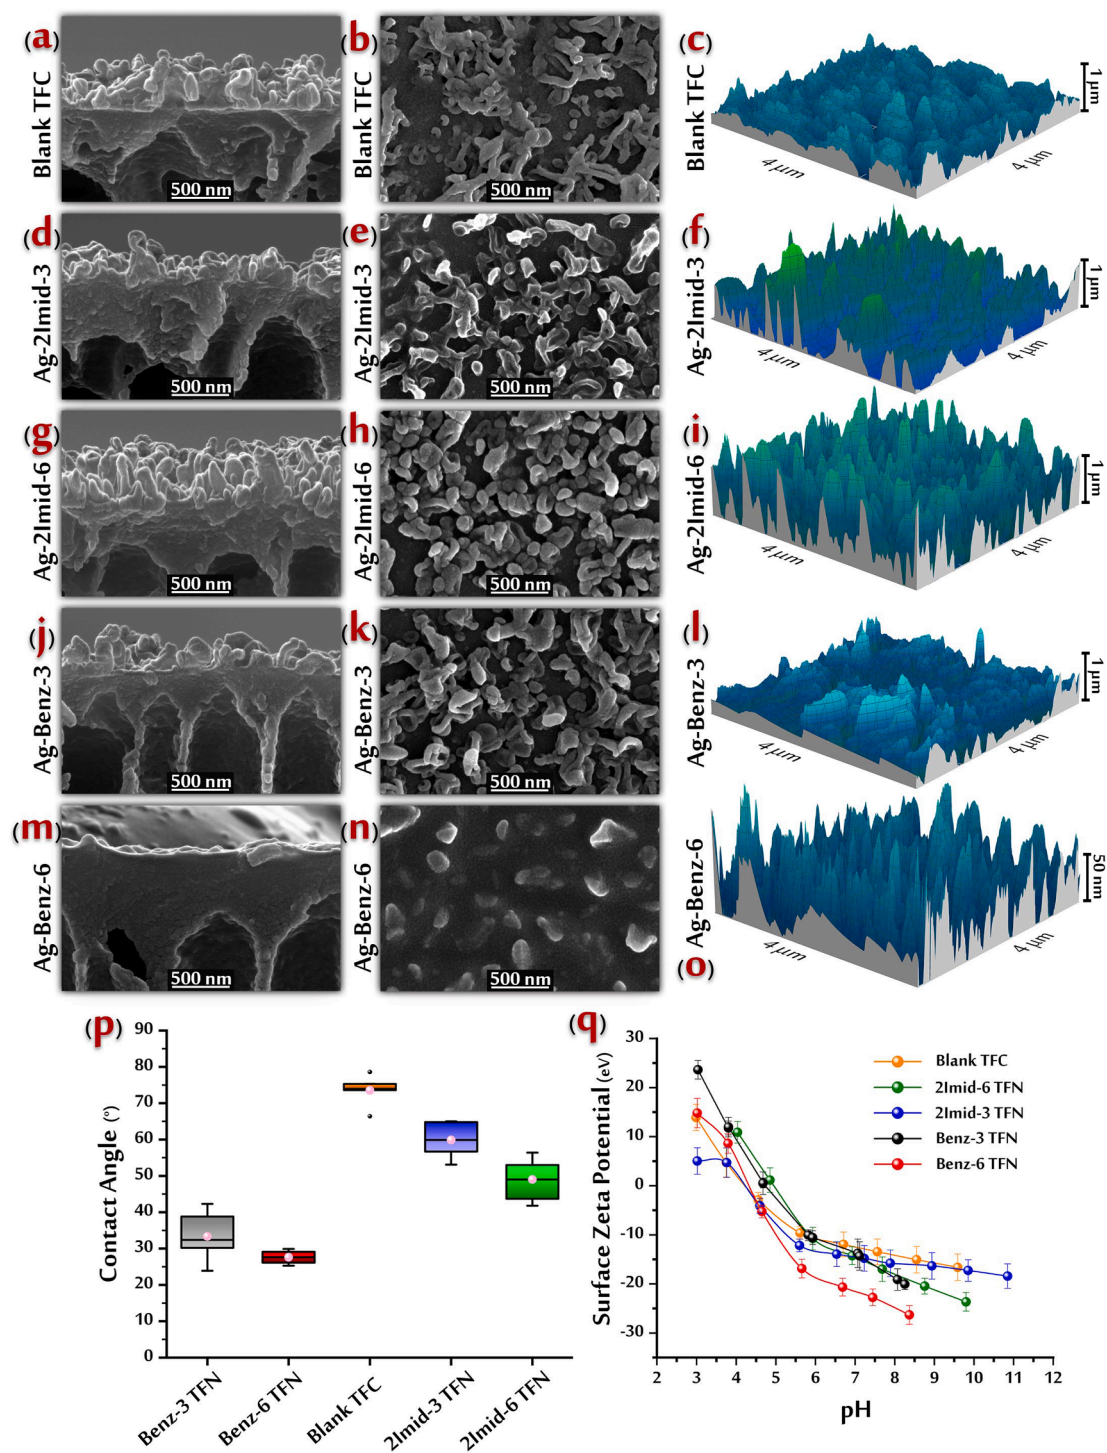 (a)
Blank TFC
500 nm
(b)
Blank TFC
500 nm
(c)
Blank TFC
4 μm
4 μm
1 μm
(d)
Ag-2Imid-3
500 nm
(e)
Ag-2Imid-3
500 nm
(f)
Ag-2Imid-3
4 μm
4 μm
1 μm
(g)
Ag-2Imid-6
500 nm
(h)
Ag-2Imid-6
500 nm
(i)
Ag-2Imid-6
4 μm
4 μm
1 μm
(j)
Ag-Benz-3
500 nm
(k)
Ag-Benz-3
500 nm
(l)
Ag-Benz-3
4 μm
4 μm
1 μm
(m)
Ag-Benz-6
500 nm
(n)
Ag-Benz-6
500 nm
(o)
Ag-Benz-6
4 μm
4 μm
50 nm
(p)
Contact Angle (°)
90
80
70
60
50
40
30
20
10
0
Benz-3 TFN
Benz-6 TFN
Blank TFC
2Imid-3 TFN
2Imid-6 TFN
(q)
Surface Zeta Potential (eV)
30
20
10
0
-10
-20
-30
Blank TFC
2Imid-6 TFN
2Imid-3 TFN
Benz-3 TFN
Benz-6 TFN
2 3 4 5 6 7 8 9 10 11 12
pH